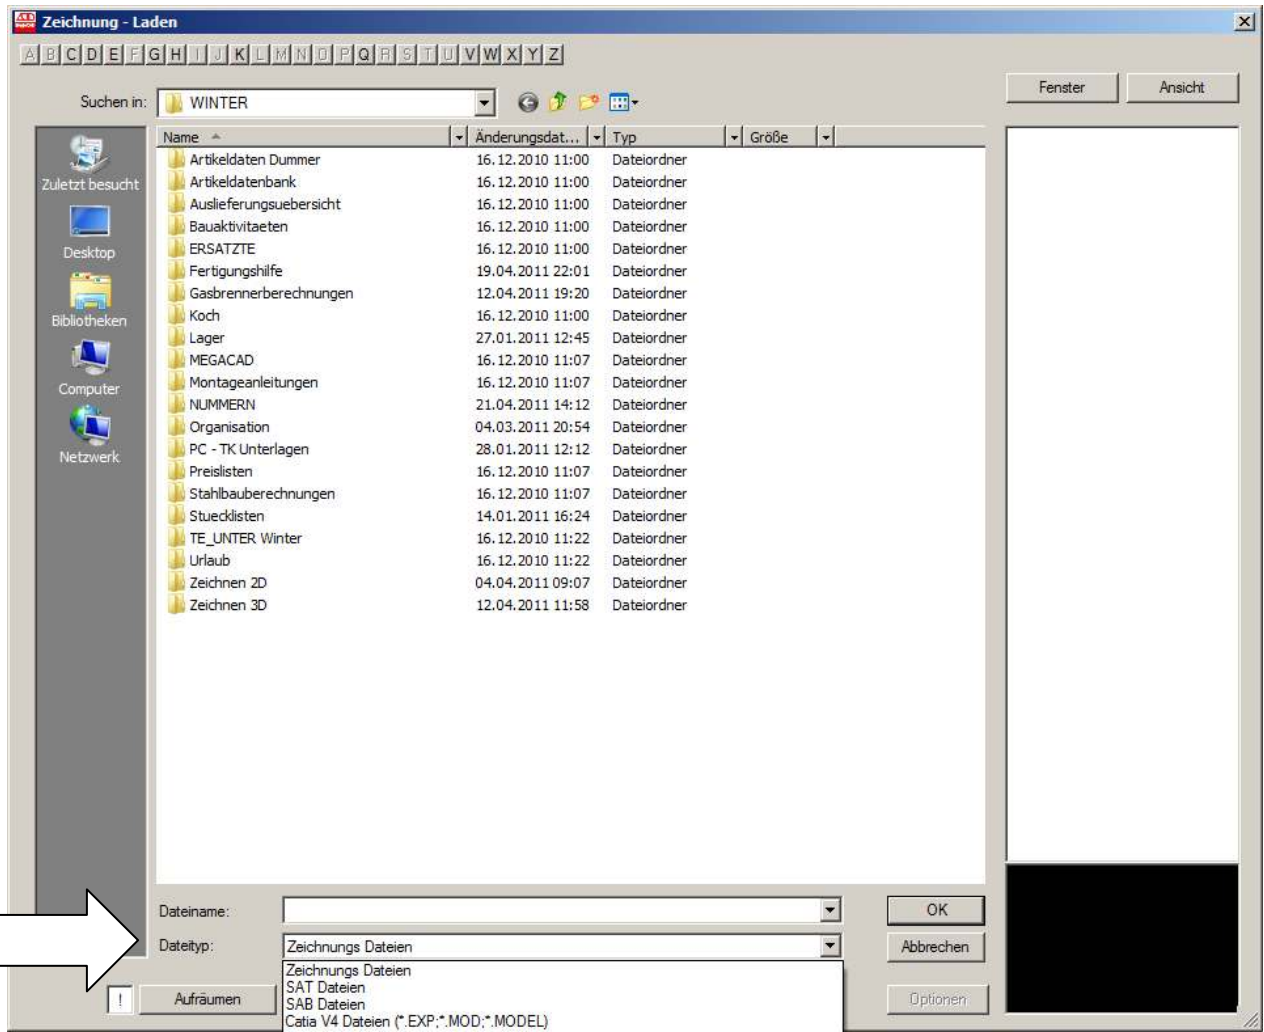 Zeichnung - Laden
A B C D E F G H I J K L M N O P Q R S T U V W X Y Z
Fenster Ansicht
Suchen in: WINTER
Name Änderungsdat... Typ Größe
Artikeldaten Dummer 16.12.2010 11:00 Dateiordner
Artikeldatenbank 16.12.2010 11:00 Dateiordner
Auslieferungsuebersicht 16.12.2010 11:00 Dateiordner
Bauaktivitaeten 16.12.2010 11:00 Dateiordner
ERSATZTE 16.12.2010 11:00 Dateiordner
Fertigungshilfe 19.04.2011 22:01 Dateiordner
Gasbrennerberechnungen 12.04.2011 19:20 Dateiordner
Koch 16.12.2010 11:00 Dateiordner
Lager 27.01.2011 12:45 Dateiordner
MEGACAD 16.12.2010 11:07 Dateiordner
Montageanleitungen 16.12.2010 11:07 Dateiordner
NUMMERN 21.04.2011 14:12 Dateiordner
Organisation 04.03.2011 20:54 Dateiordner
PC - TK Unterlagen 28.01.2011 12:12 Dateiordner
Preislisten 16.12.2010 11:07 Dateiordner
Stahlbauberechnungen 16.12.2010 11:07 Dateiordner
Stuecklisten 14.01.2011 16:24 Dateiordner
TE_UNTER Winter 16.12.2010 11:22 Dateiordner
Urlaub 16.12.2010 11:22 Dateiordner
Zeichnen 2D 04.04.2011 09:07 Dateiordner
Zeichnen 3D 12.04.2011 11:58 Dateiordner
Zuletzt besucht
Desktop
Bibliotheken
Computer
Netzwerk
Dateiname: OK
Dateityp: Zeichnungs Dateien Abbrechen
Zeichnungs Dateien
SAT Dateien
SAB Dateien
Catia V4 Dateien (*.EXP;*.MOD;*.MODEL)
! Aufräumen Optionen